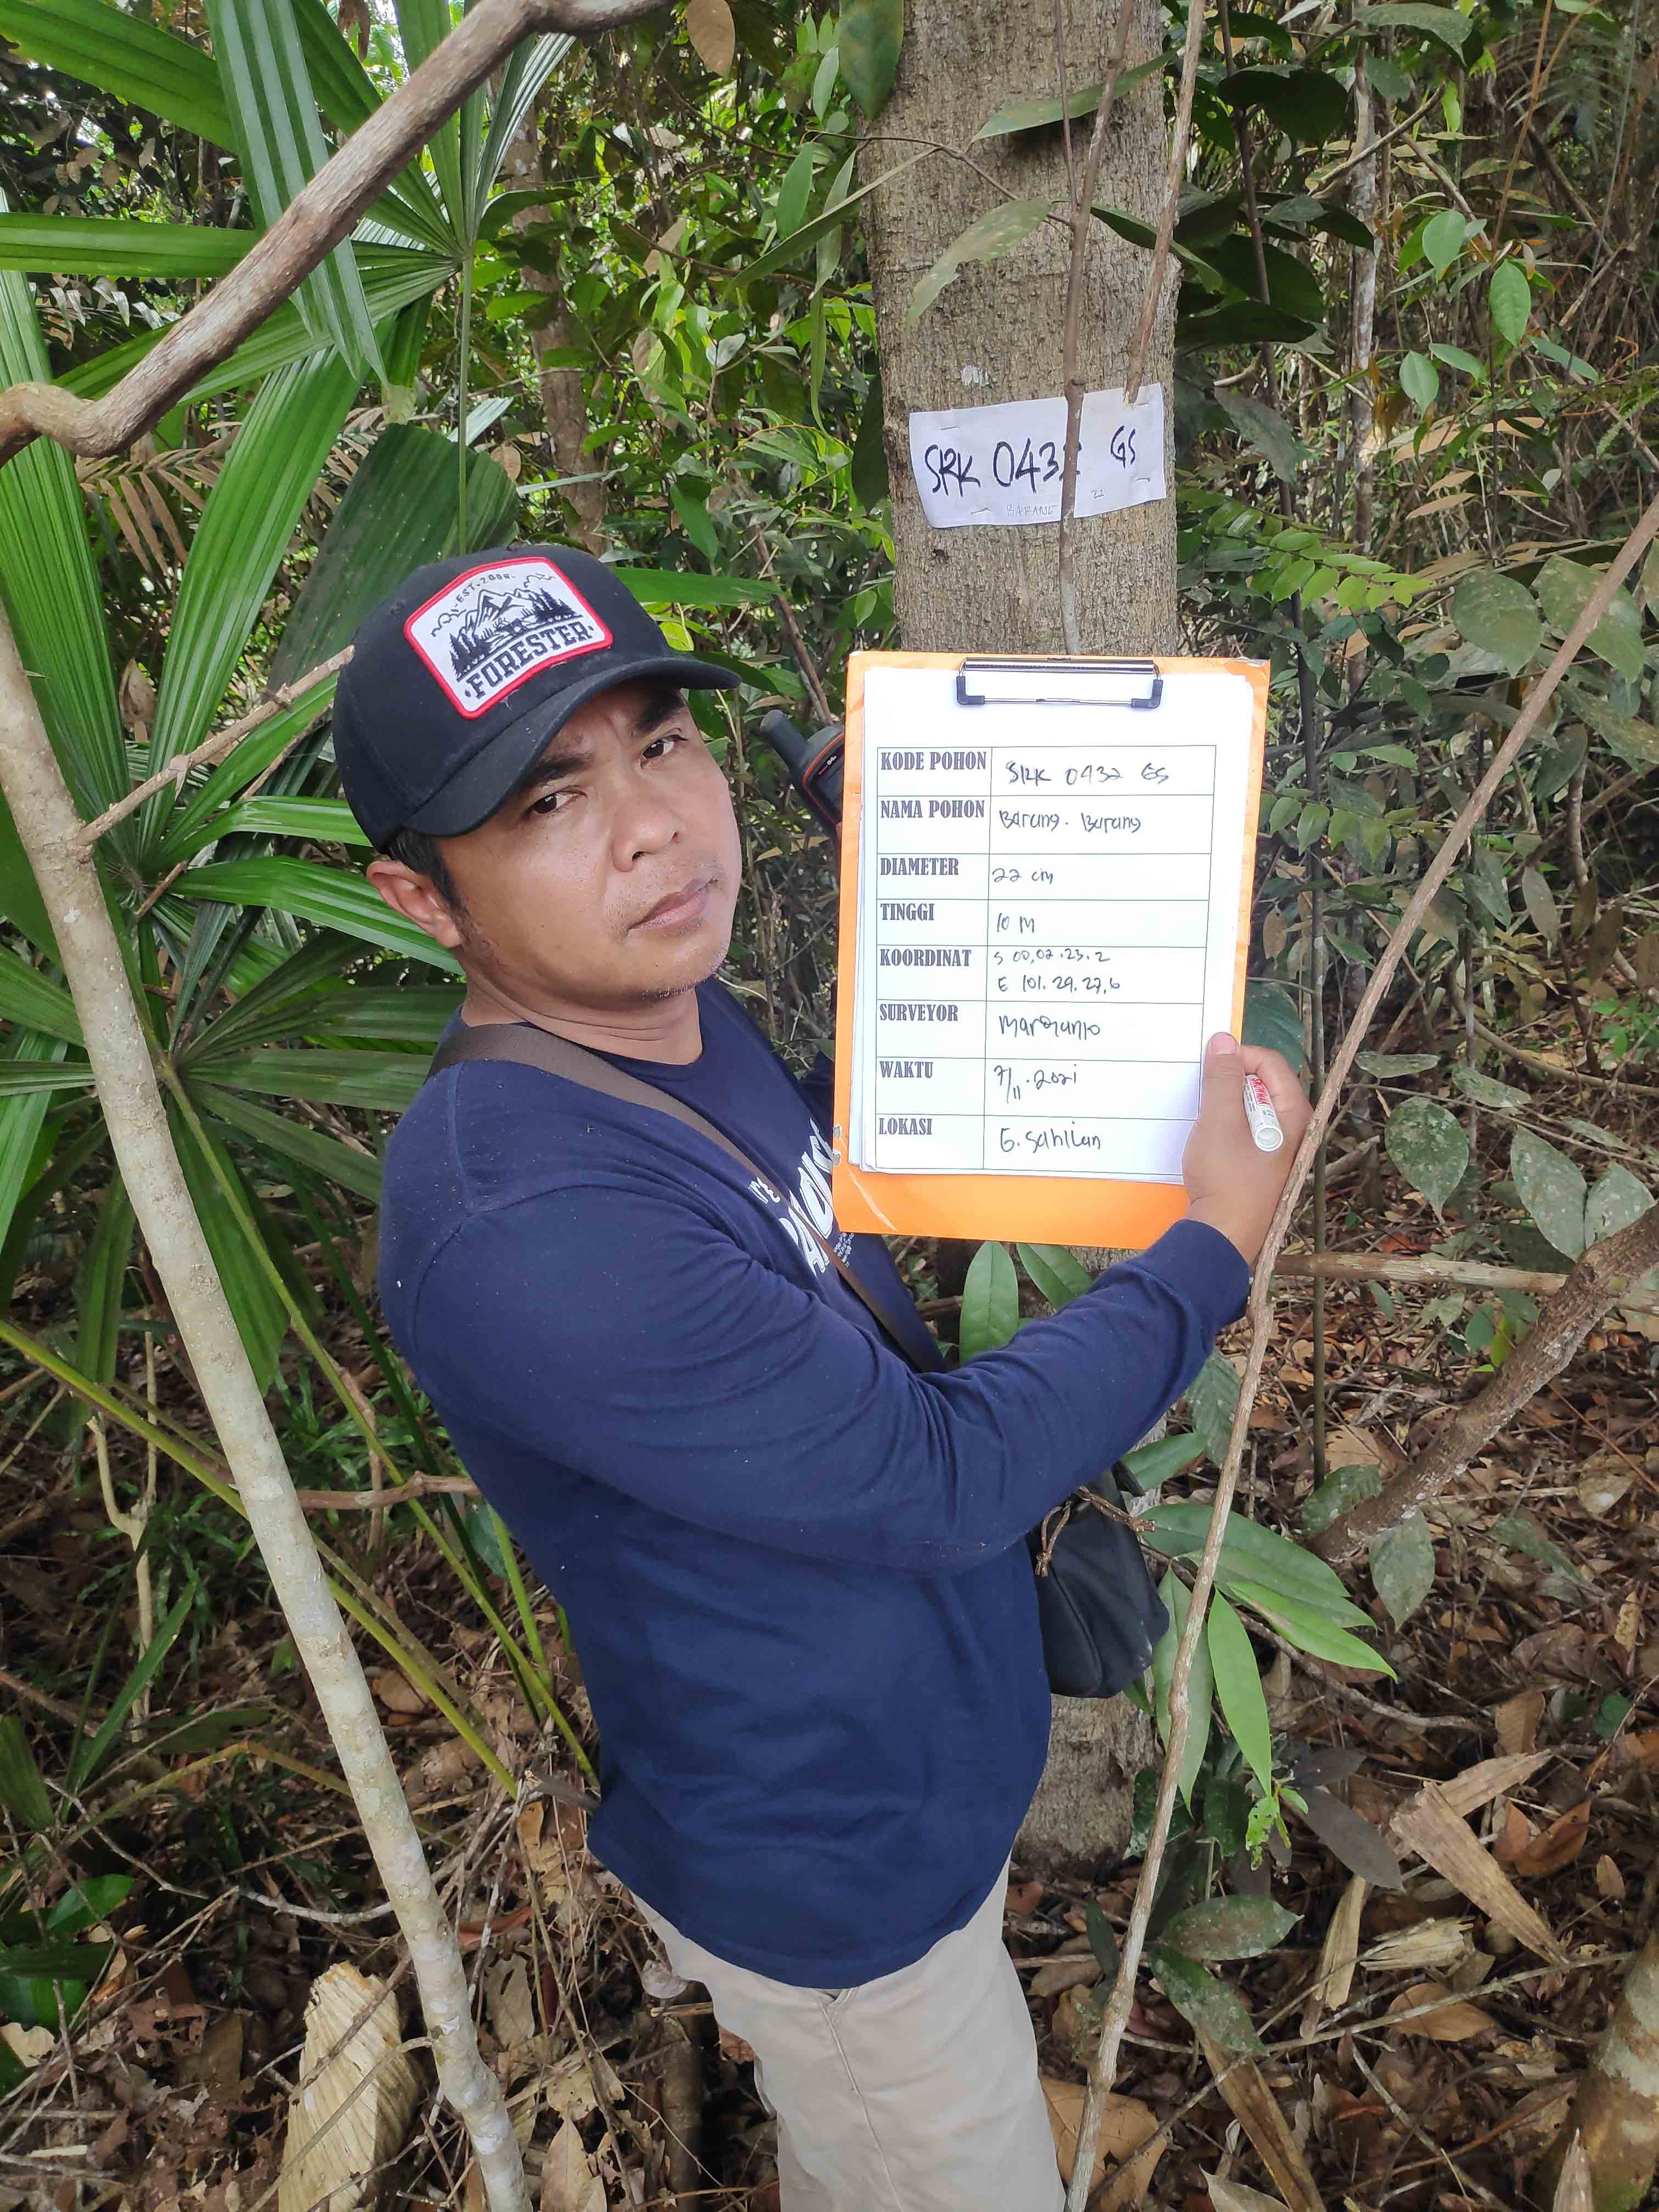 SRK 0432 GS
BARANG
22
EST·2006
·FORESTER·
KODE POHON SRK 0432 GS
NAMA POHON Barang. Barang
DIAMETER 22 cm
TINGGI 10 M
KOORDINAT S 00,02.23.2
E 101.29.27,6
SURVEYOR
WAKTU 7/11.2021
LOKASI G. Sahilan